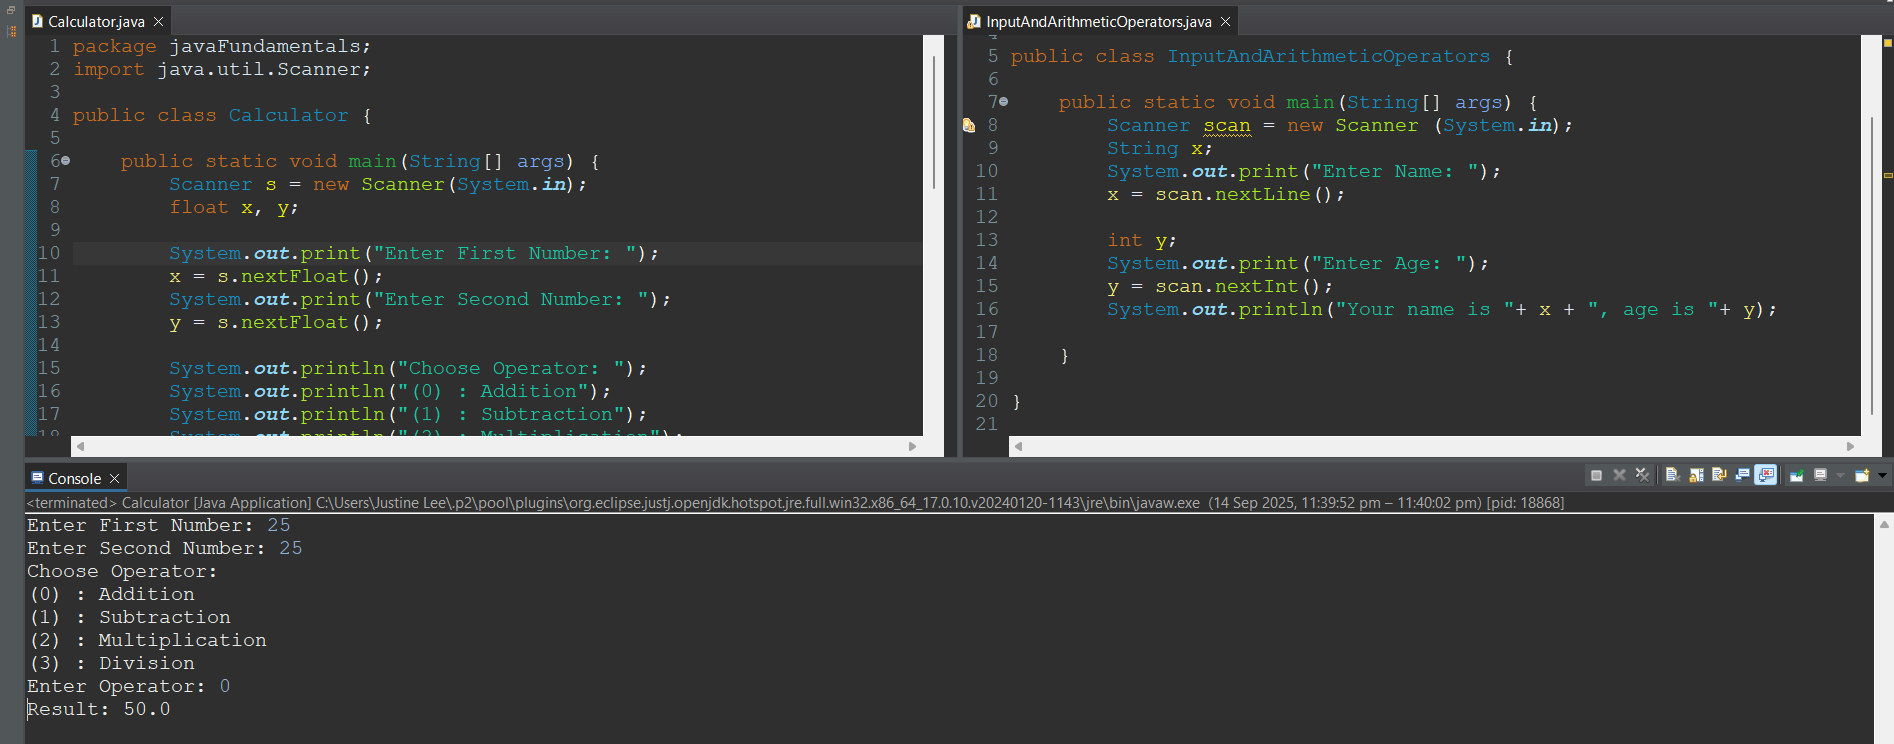 Calculator.java
1 package javaFundamentals;
2 import java.util.Scanner;
3
4 public class Calculator {
5
6 public static void main(String[] args) {
7 Scanner s = new Scanner(System.in);
8 float x, y;
9
10 System.out.print("Enter First Number: ");
11 x = s.nextFloat();
12 System.out.print("Enter Second Number: ");
13 y = s.nextFloat();
14
15 System.out.println("Choose Operator: ");
16 System.out.println("(0) : Addition");
17 System.out.println("(1) : Subtraction");
18 System.out.println("(2) : Multiplication");
InputAndArithmeticOperators.java
4
5 public class InputAndArithmeticOperators {
6
7 public static void main(String[] args) {
8 Scanner scan = new Scanner (System.in);
9 String x;
10 System.out.print("Enter Name: ");
11 x = scan.nextLine();
12
13 int y;
14 System.out.print("Enter Age: ");
15 y = scan.nextInt();
16 System.out.println("Your name is "+ x + ", age is "+ y);
17
18 }
19
20 }
21
Console
<terminated> Calculator [Java Application] C:\Users\Justine Lee\.p2\pool\plugins\org.eclipse.justj.openjdk.hotspot.jre.full.win32.x86_64_17.0.10.v20240120-1143\jre\bin\javaw.exe (14 Sep 2025, 11:39:52 pm – 11:40:02 pm) [pid: 18868]
Enter First Number: 25
Enter Second Number: 25
Choose Operator:
(0) : Addition
(1) : Subtraction
(2) : Multiplication
(3) : Division
Enter Operator: 0
Result: 50.0